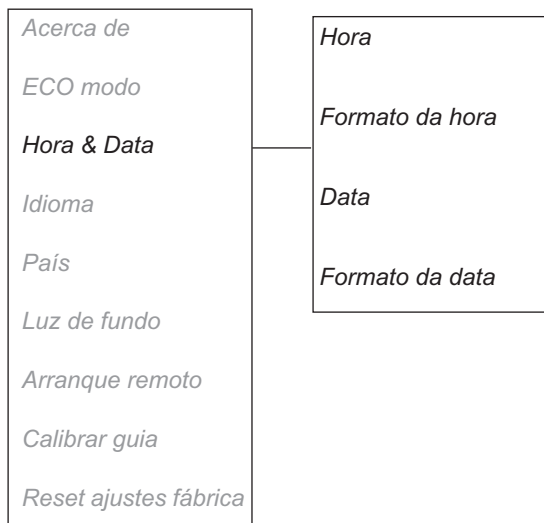 Acerca de
ECO modo
Hora & Data
Idioma
País
Luz de fundo
Arranque remoto
Calibrar guia
Reset ajustes fábrica
Hora
Formato da hora
Data
Formato da data